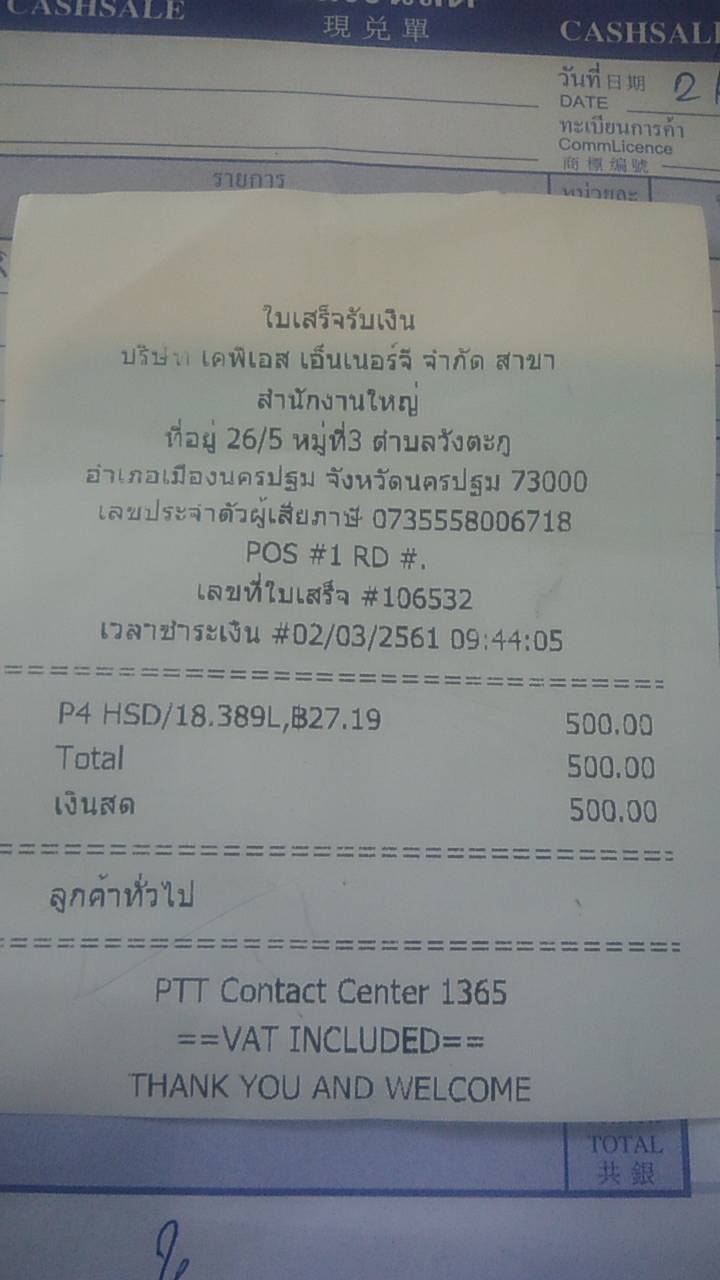 CASHSALE
現兌單
CASHSALE
วันที่ 日期 2/
DATE
ทะเบียนการค้า
CommLicence
商標编號
รายการ
หน่วยละ
ใบเสร็จรับเงิน
บริษัท เคพีเอส เอ็นเนอร์จี จำกัด สาขา
สำนักงานใหญ่
ที่อยู่ 26/5 หมู่ที่3 ตำบลวังตะกู
อำเภอเมืองนครปฐม จังหวัดนครปฐม 73000
เลขประจำตัวผู้เสียภาษี 0735558006718
POS #1 RD #.
เลขที่ใบเสร็จ #106532
เวลาชำระเงิน #02/03/2561 09:44:05
P4 HSD/18.389L,฿27.19 500.00
Total 500.00
เงินสด 500.00
ลูกค้าทั่วไป
PTT Contact Center 1365
==VAT INCLUDED==
THANK YOU AND WELCOME
TOTAL
共銀